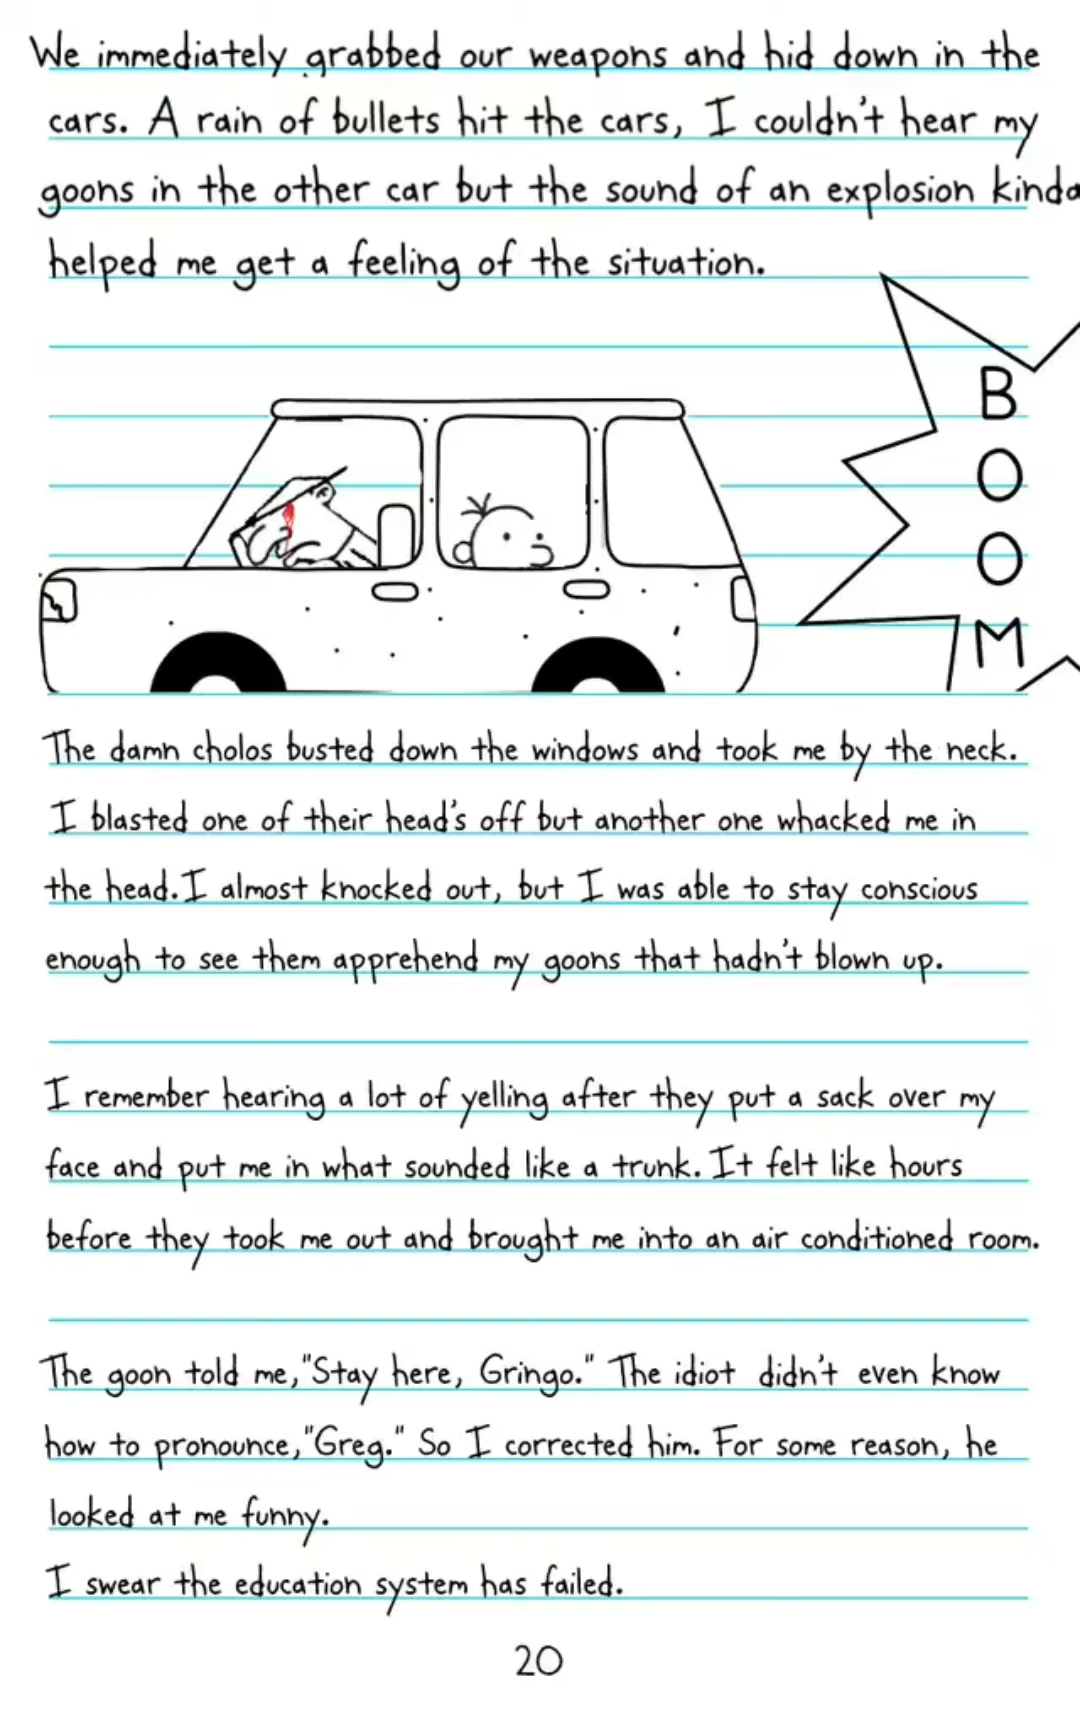 We immediately grabbed our weapons and hid down in the
cars. A rain of bullets hit the cars, I couldn't hear my
goons in the other car but the sound of an explosion kinda
helped me get a feeling of the situation.
B
O
O
M
The damn cholos busted down the windows and took me by the neck.
I blasted one of their head's off but another one whacked me in
the head. I almost knocked out, but I was able to stay conscious
enough to see them apprehend my goons that hadn't blown up.
I remember hearing a lot of yelling after they put a sack over my
face and put me in what sounded like a trunk. It felt like hours
before they took me out and brought me into an air conditioned room.
The goon told me, "Stay here, Gringo." The idiot didn't even know
how to pronounce, "Greg." So I corrected him. For some reason, he
looked at me funny.
I swear the education system has failed.
20